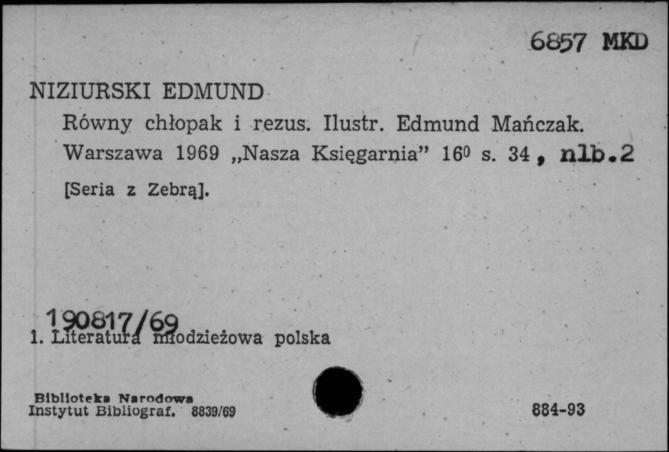 6857 MKD
NIZIURSKI EDMUND
Równy chłopak i rezus. Ilustr. Edmund Mańczak.
Warszawa 1969 „Nasza Księgarnia” 16⁰ s. 34, nlb.2
[Seria z Zebrą].
190817/69
1. Literatura młodzieżowa polska
Biblioteka Narodowa
Instytut Bibliograf. 8839/69
884-93